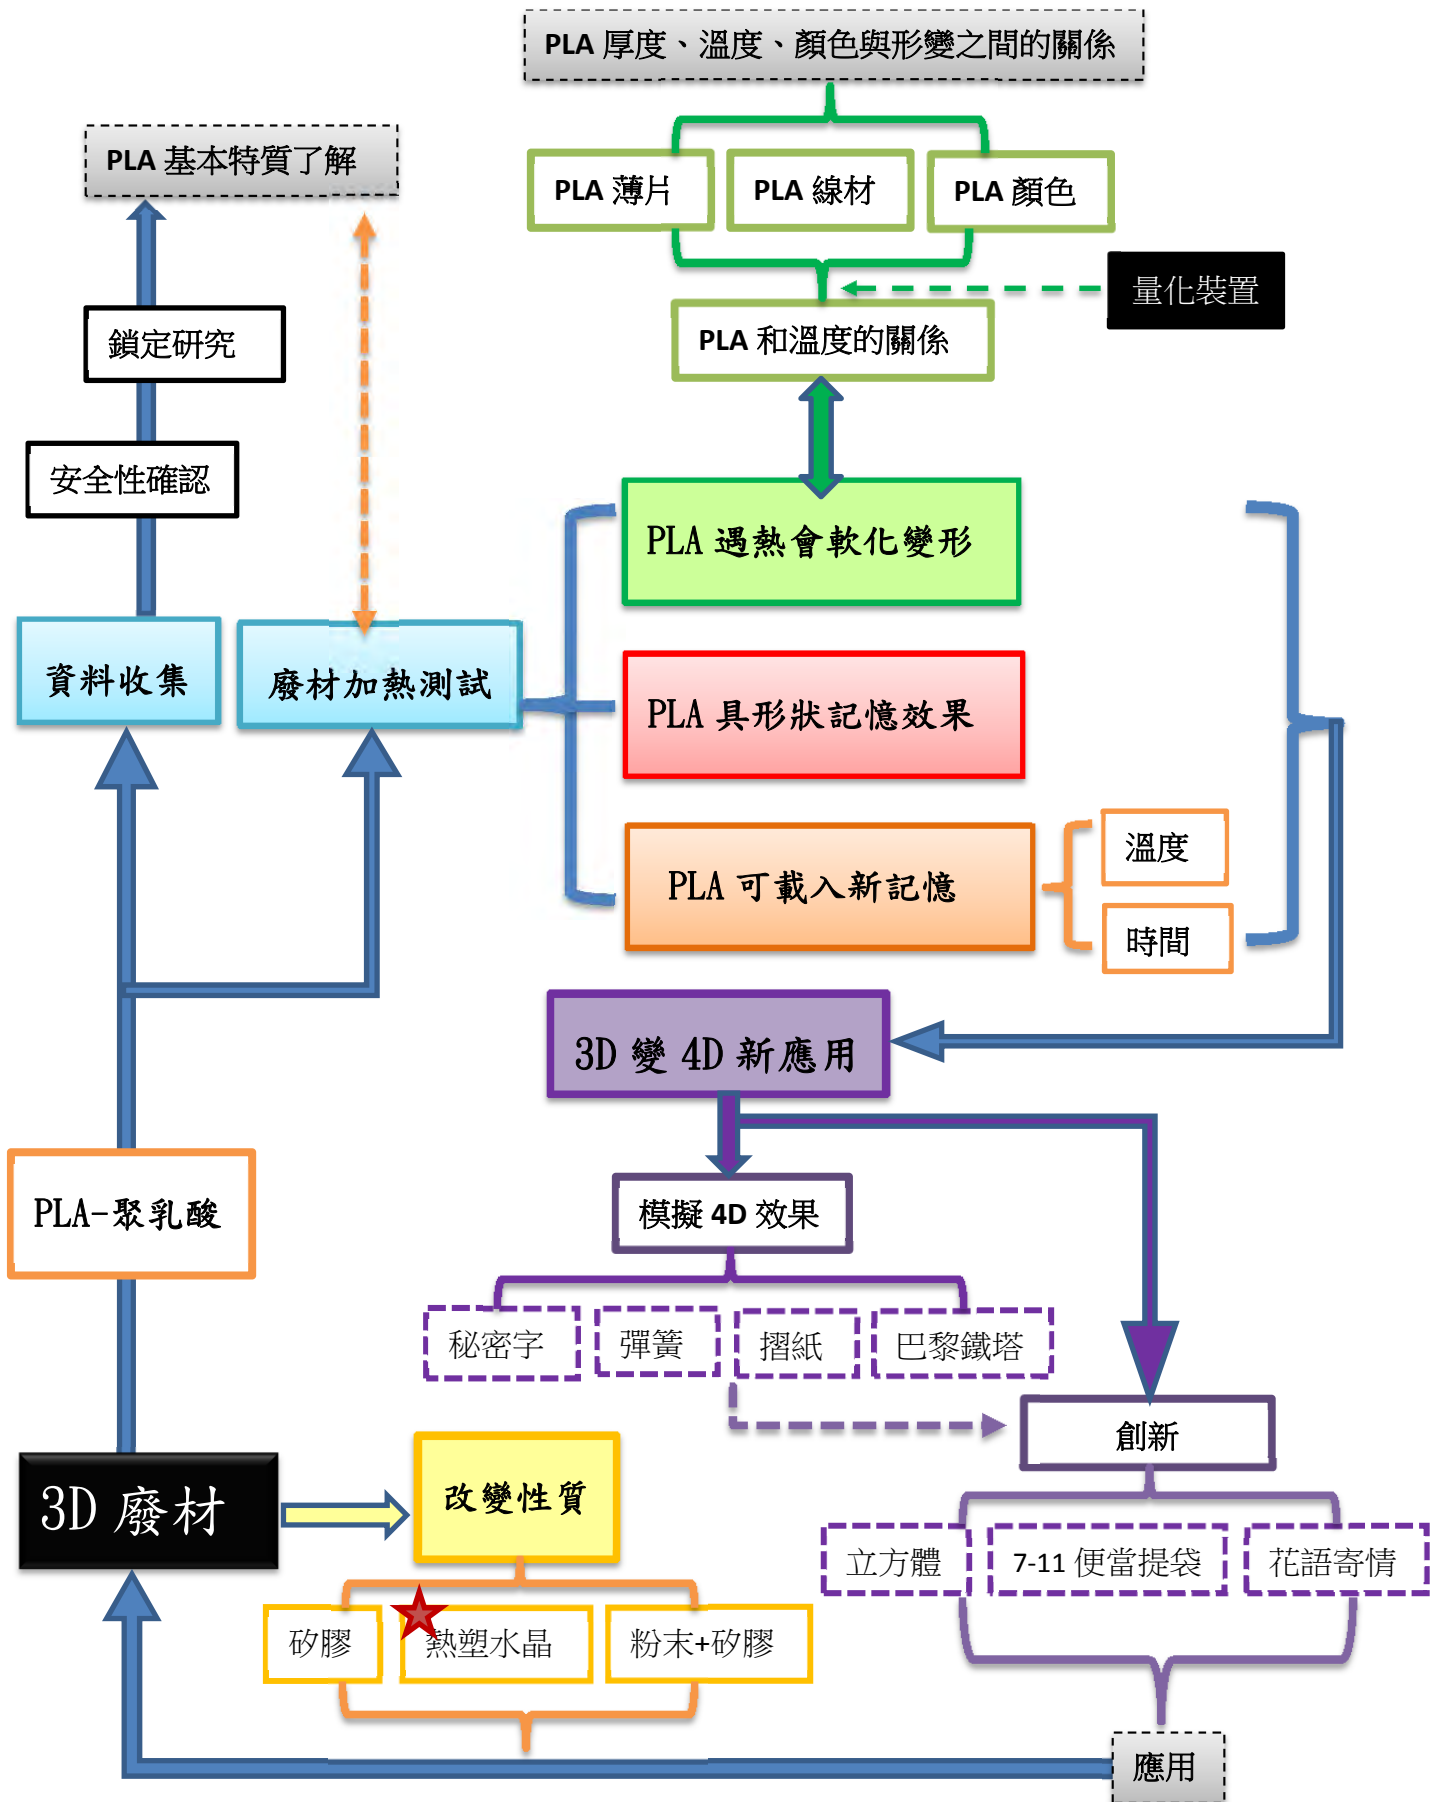 PLA 厚度、溫度、顏色與形變之間的關係
PLA 基本特質了解
PLA 薄片
PLA 線材
PLA 顏色
量化裝置
鎖定研究
PLA 和溫度的關係
安全性確認
PLA 遇熱會軟化變形
資料收集
廢材加熱測試
PLA 具形狀記憶效果
溫度
PLA 可載入新記憶
時間
3D 變 4D 新應用
PLA-聚乳酸
模擬 4D 效果
秘密字
彈簧
摺紙
巴黎鐵塔
創新
3D 廢材
改變性質
立方體
7-11 便當提袋
花語寄情
矽膠
熱塑水晶
粉末+矽膠
應用